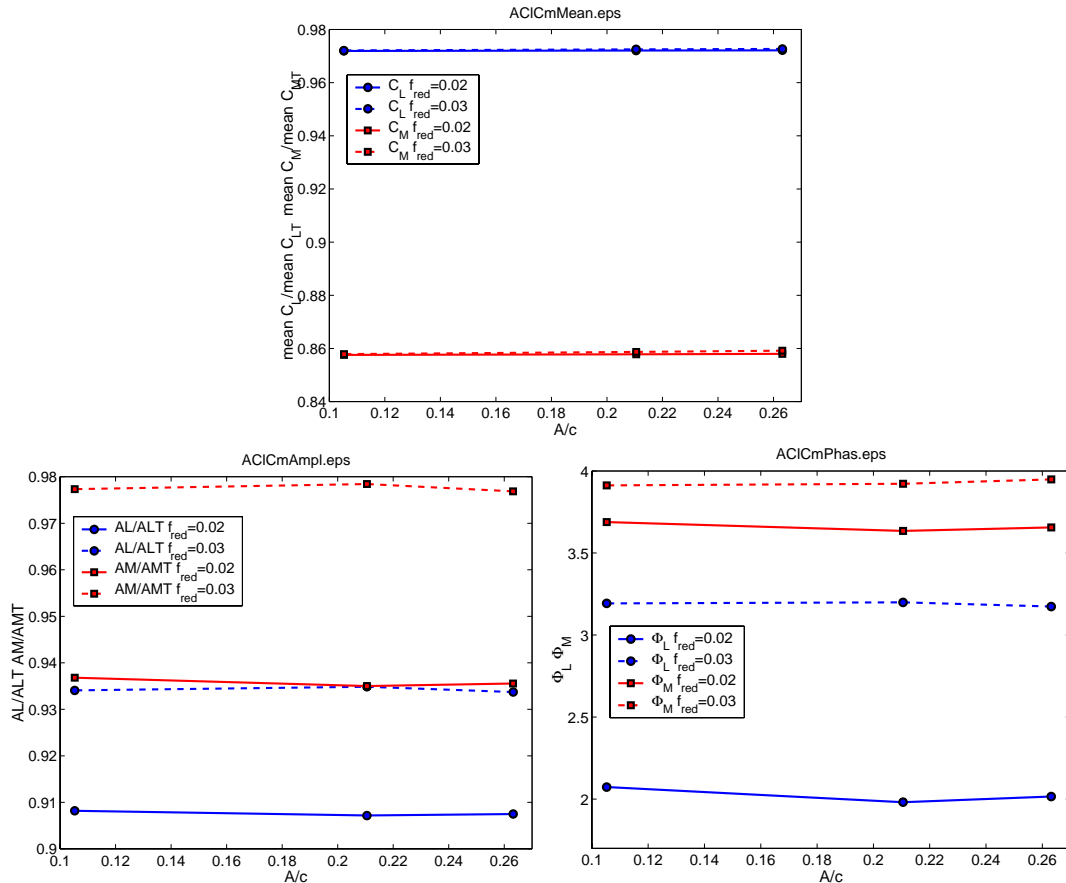 AClCmMean.eps
mean C_L/mean C_LT mean C_M/mean C_MT
0.98
0.96
0.94
0.92
0.9
0.88
0.86
0.84
C_L f_red=0.02
C_L f_red=0.03
C_M f_red=0.02
C_M f_red=0.03
0.1 0.12 0.14 0.16 0.18 0.2 0.22 0.24 0.26
A/c
AClCmAmpl.eps
AL/ALT AM/AMT
0.98
0.97
0.96
0.95
0.94
0.93
0.92
0.91
0.9
AL/ALT f_red=0.02
AL/ALT f_red=0.03
AM/AMT f_red=0.02
AM/AMT f_red=0.03
0.1 0.12 0.14 0.16 0.18 0.2 0.22 0.24 0.26
A/c
AClCmPhas.eps
Φ_L Φ_M
4
3.5
3
2.5
2
Φ_L f_red=0.02
Φ_L f_red=0.03
Φ_M f_red=0.02
Φ_M f_red=0.03
0.1 0.12 0.14 0.16 0.18 0.2 0.22 0.24 0.26
A/c